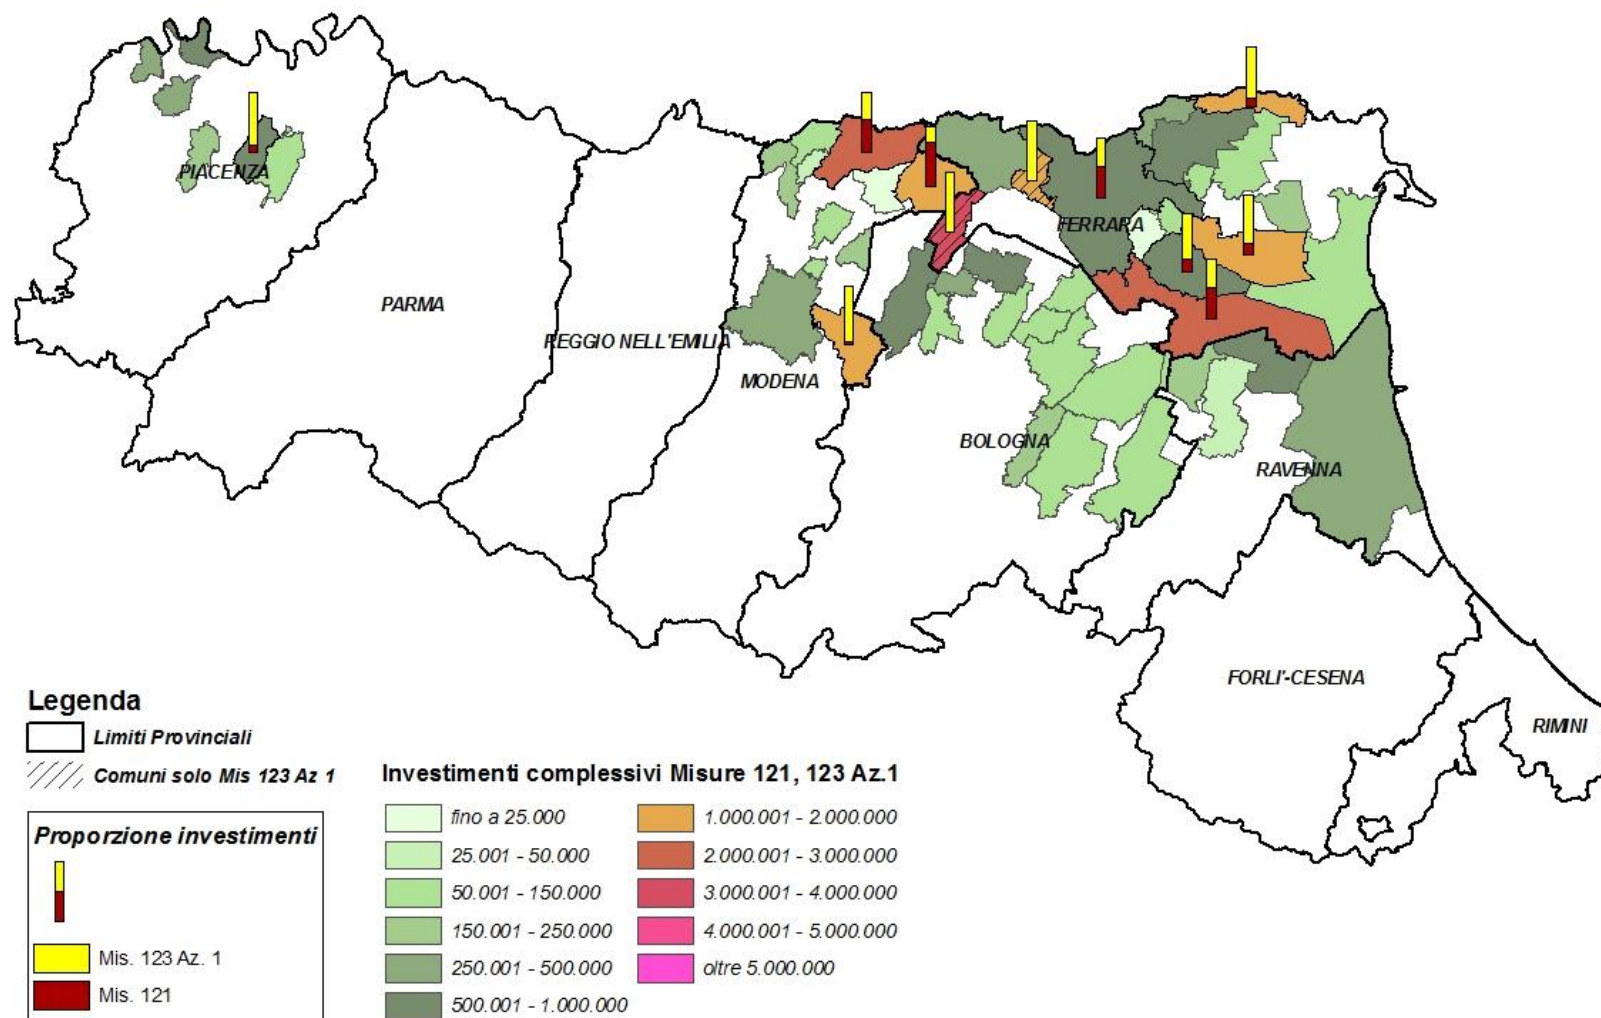 PIACENZA
PARMA
REGGIO NELL'EMILIA
MODENA
FERRARA
BOLOGNA
RAVENNA
FORLI'-CESENA
RIMINI
Legenda
Limiti Provinciali
Comuni solo Mis 123 Az 1
Proporzione investimenti
Mis. 123 Az. 1
Mis. 121
Investimenti complessivi Misure 121, 123 Az.1
fino a 25.000
25.001 - 50.000
50.001 - 150.000
150.001 - 250.000
250.001 - 500.000
500.001 - 1.000.000
1.000.001 - 2.000.000
2.000.001 - 3.000.000
3.000.001 - 4.000.000
4.000.001 - 5.000.000
oltre 5.000.000